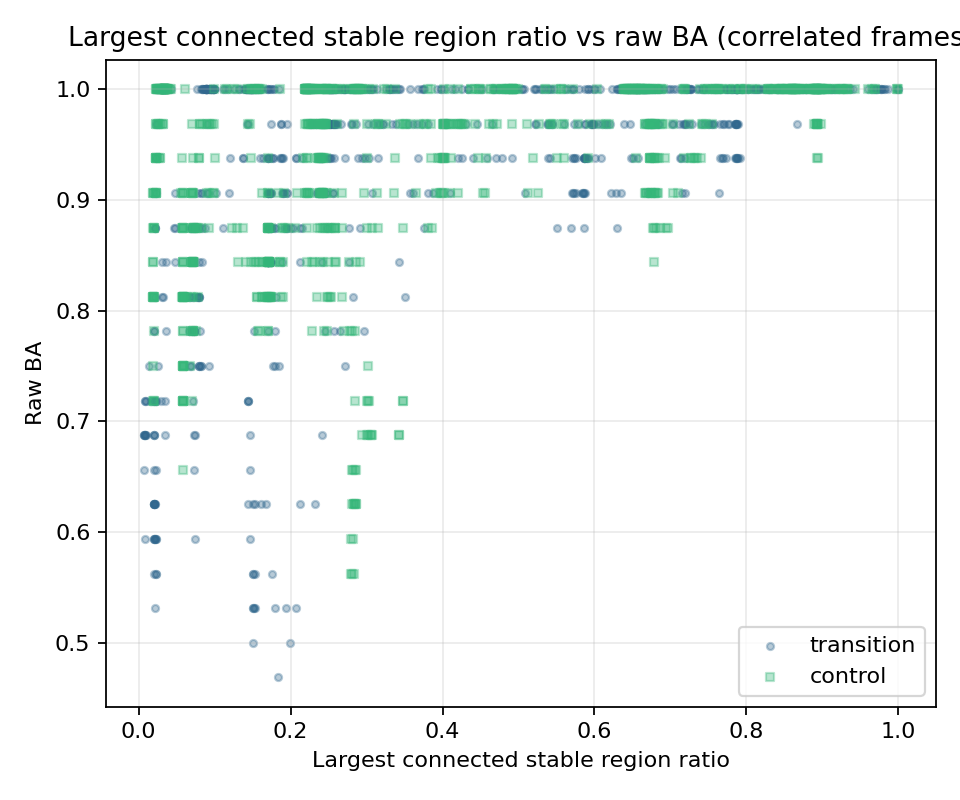 Largest connected stable region ratio vs raw BA (correlated frames
1.0
0.9
0.8
0.7
0.6
0.5
Raw BA
transition
control
0.0 0.2 0.4 0.6 0.8 1.0
Largest connected stable region ratio